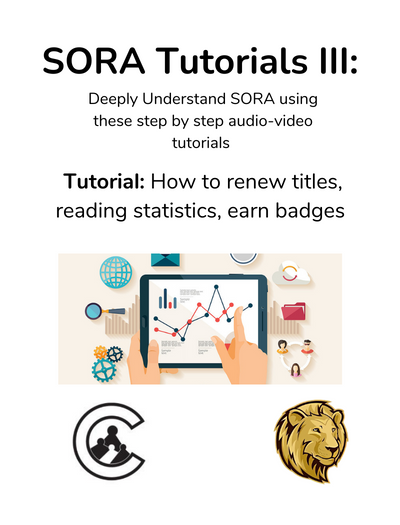 SORA Tutorials III:
Deeply Understand SORA using
these step by step audio-video
tutorials
Tutorial: How to renew titles,
reading statistics, earn badges